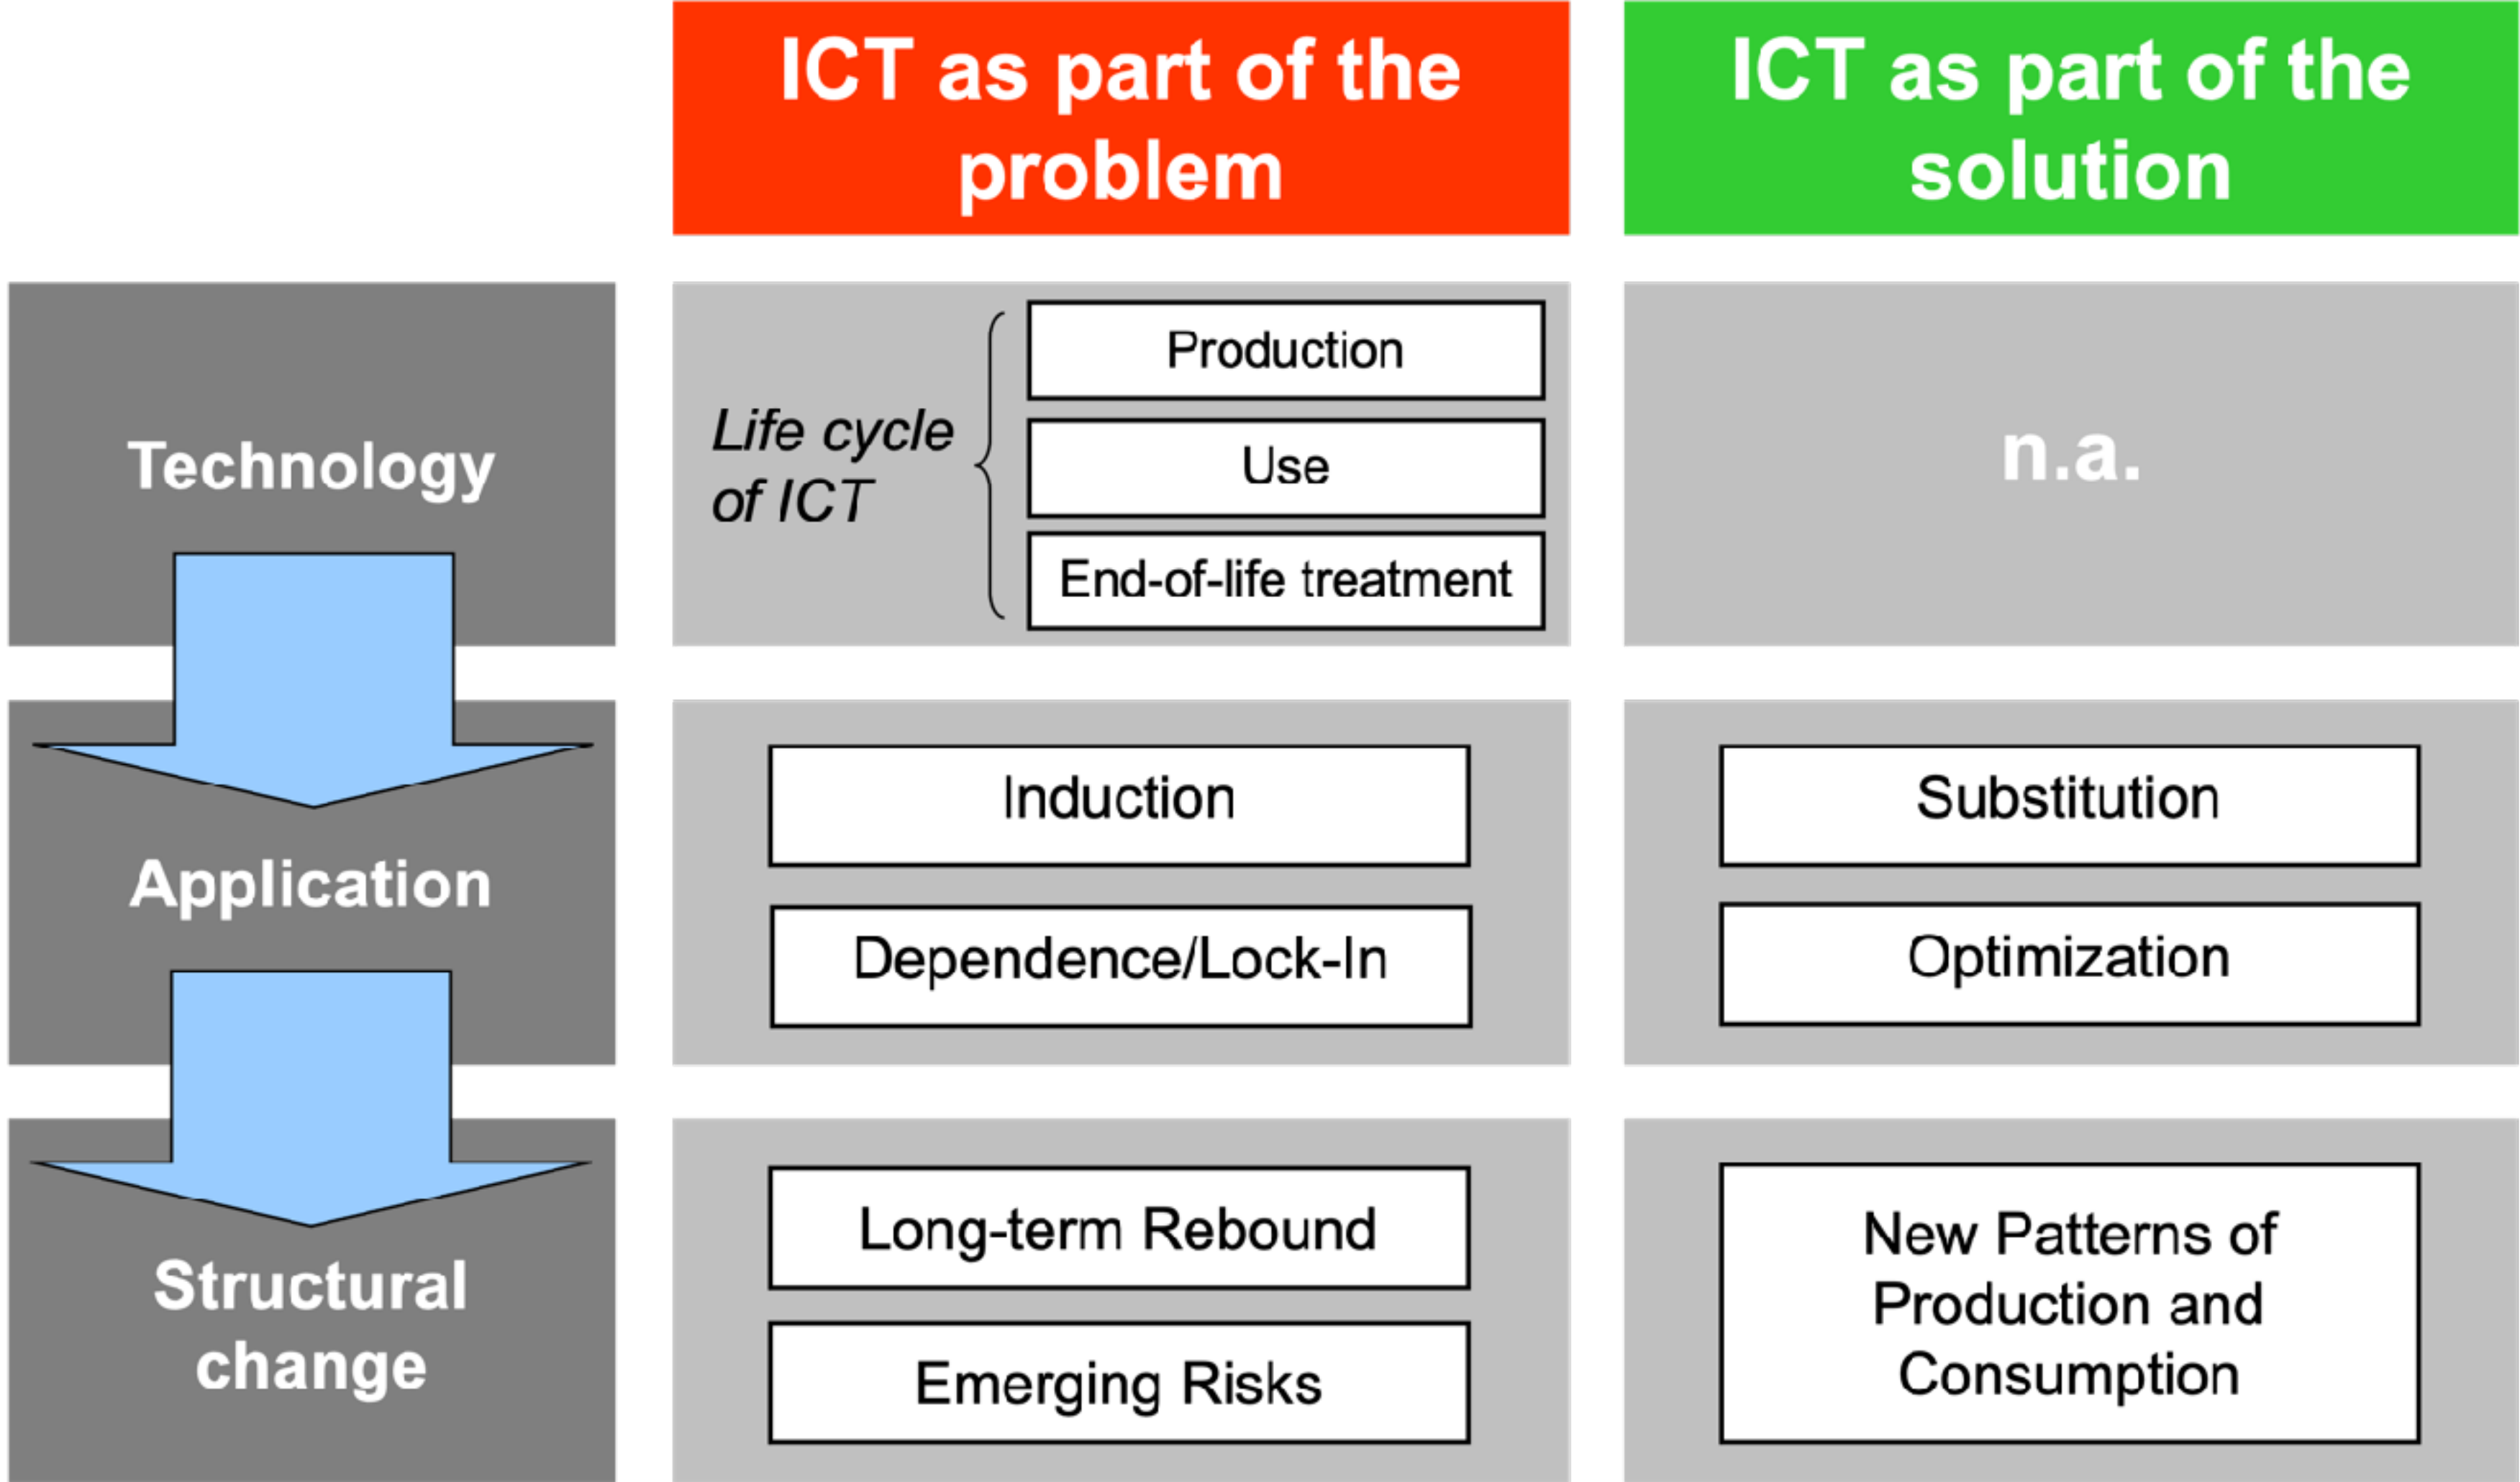 ICT as part of the
problem
ICT as part of the
solution
Technology
Life cycle
of ICT
Production
Use
End-of-life treatment
n.a.
Application
Induction
Dependence/Lock-In
Substitution
Optimization
Structural
change
Long-term Rebound
Emerging Risks
New Patterns of
Production and
Consumption